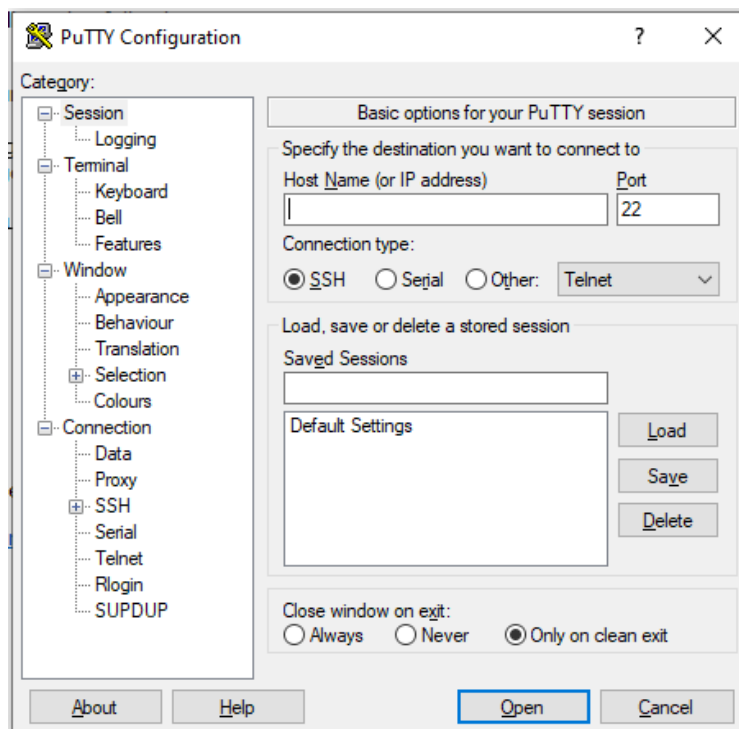 PuTTY Configuration
?
Category:
Session
Logging
Terminal
Keyboard
Bell
Features
Window
Appearance
Behaviour
Translation
Selection
Colours
Connection
Data
Proxy
SSH
Serial
Telnet
Rlogin
SUPDUP
Basic options for your PuTTY session
Specify the destination you want to connect to
Host Name (or IP address) Port
22
Connection type:
SSH Serial Other: Telnet
Load, save or delete a stored session
Saved Sessions
Default Settings
Load
Save
Delete
Close window on exit:
Always Never Only on clean exit
About Help Open Cancel